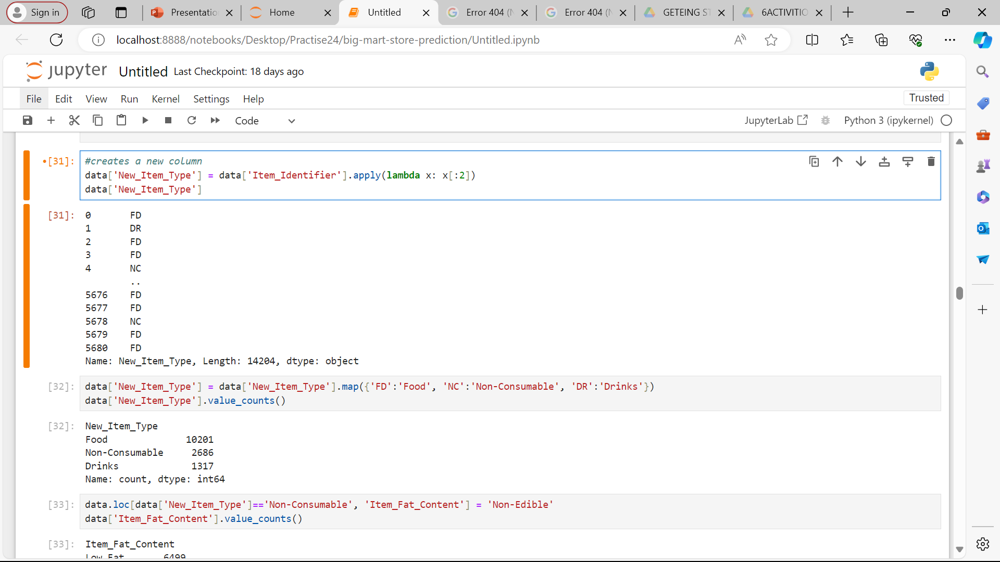 Sign in
Presentatio
Home
Untitled
Error 404 (N
Error 404 (N
GETEING ST
6ACTIVITIO
localhost:8888/notebooks/Desktop/Practise24/big-mart-store-prediction/Untitled.ipynb
jupyter Untitled Last Checkpoint: 18 days ago
File Edit View Run Kernel Settings Help
Trusted
Code
JupyterLab
Python 3 (ipykernel)
•[31]: #creates a new column
data['New_Item_Type'] = data['Item_Identifier'].apply(lambda x: x[:2])
data['New_Item_Type']
[31]: 0 FD
1 DR
2 FD
3 FD
4 NC
..
5676 FD
5677 FD
5678 NC
5679 FD
5680 FD
Name: New_Item_Type, Length: 14204, dtype: object
[32]: data['New_Item_Type'] = data['New_Item_Type'].map({'FD':'Food', 'NC':'Non-Consumable', 'DR':'Drinks'})
data['New_Item_Type'].value_counts()
[32]: New_Item_Type
Food 10201
Non-Consumable 2686
Drinks 1317
Name: count, dtype: int64
[33]: data.loc[data['New_Item_Type']=='Non-Consumable', 'Item_Fat_Content'] = 'Non-Edible'
data['Item_Fat_Content'].value_counts()
[33]: Item_Fat_Content
Low Fat 6499